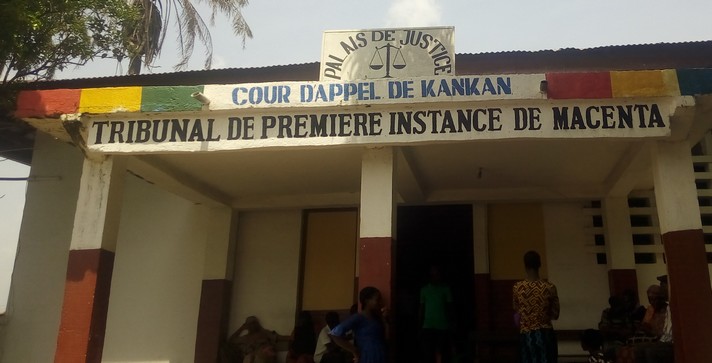 PALAIS DE JUSTICE
COUR D'APPEL DE KANKAN
TRIBUNAL DE PREMIERE INSTANCE DE MACENTA